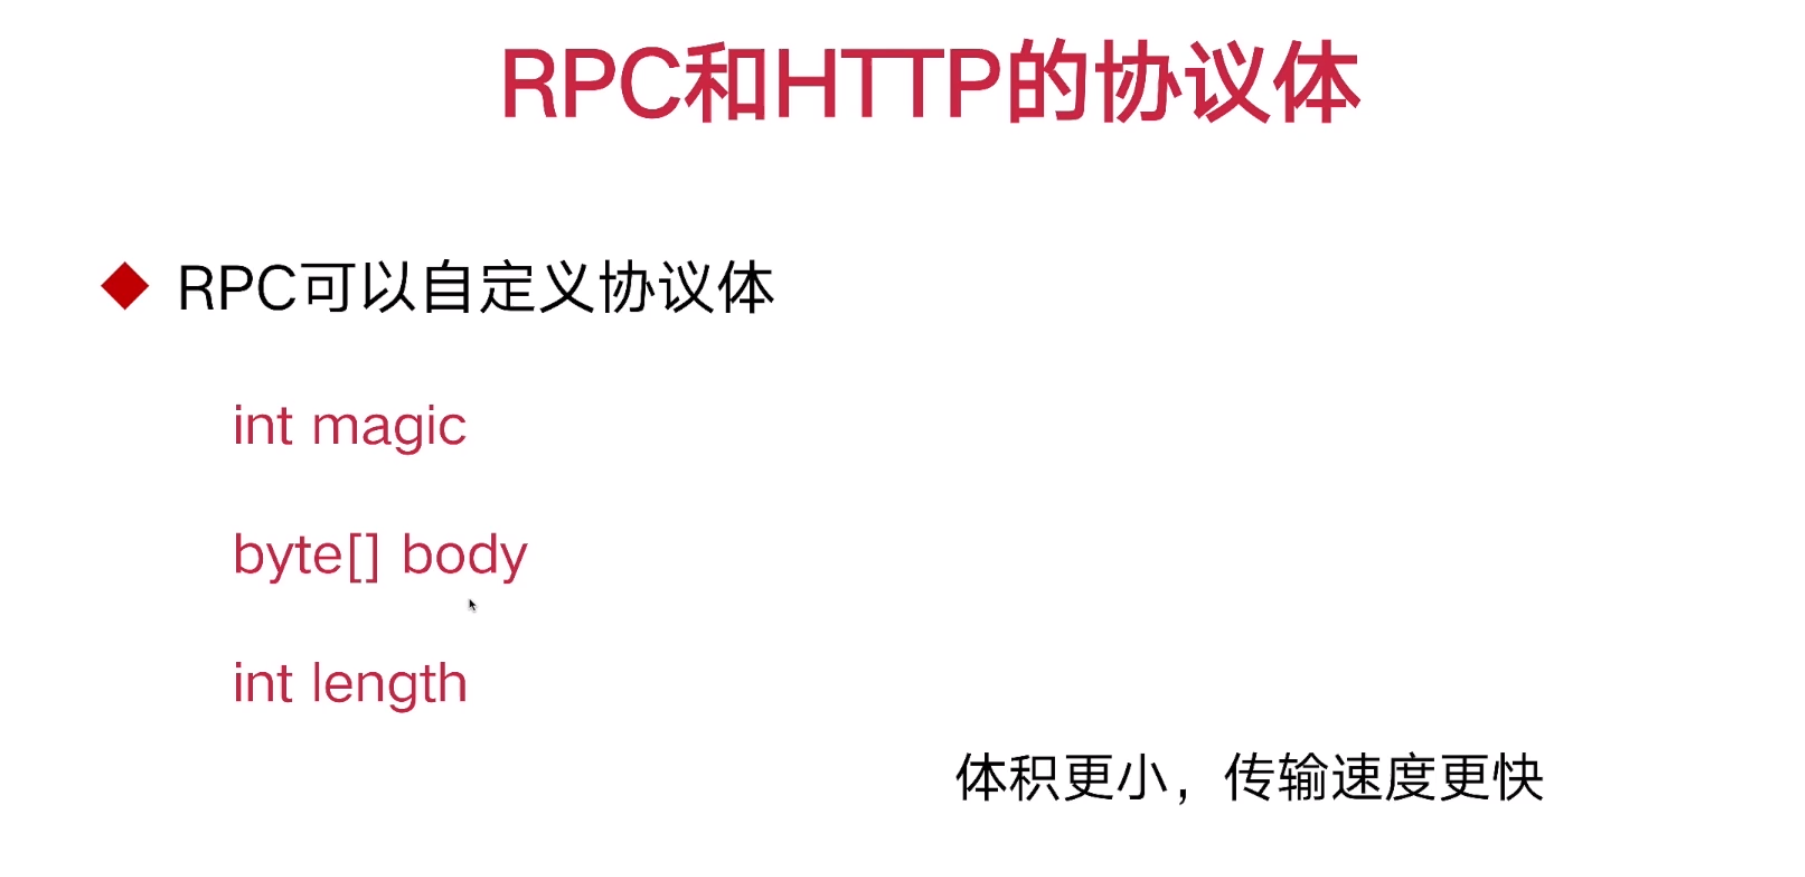 RPC和HTTP的协议体
RPC可以自定义协议体
int magic
byte[] body
int length
体积更小，传输速度更快